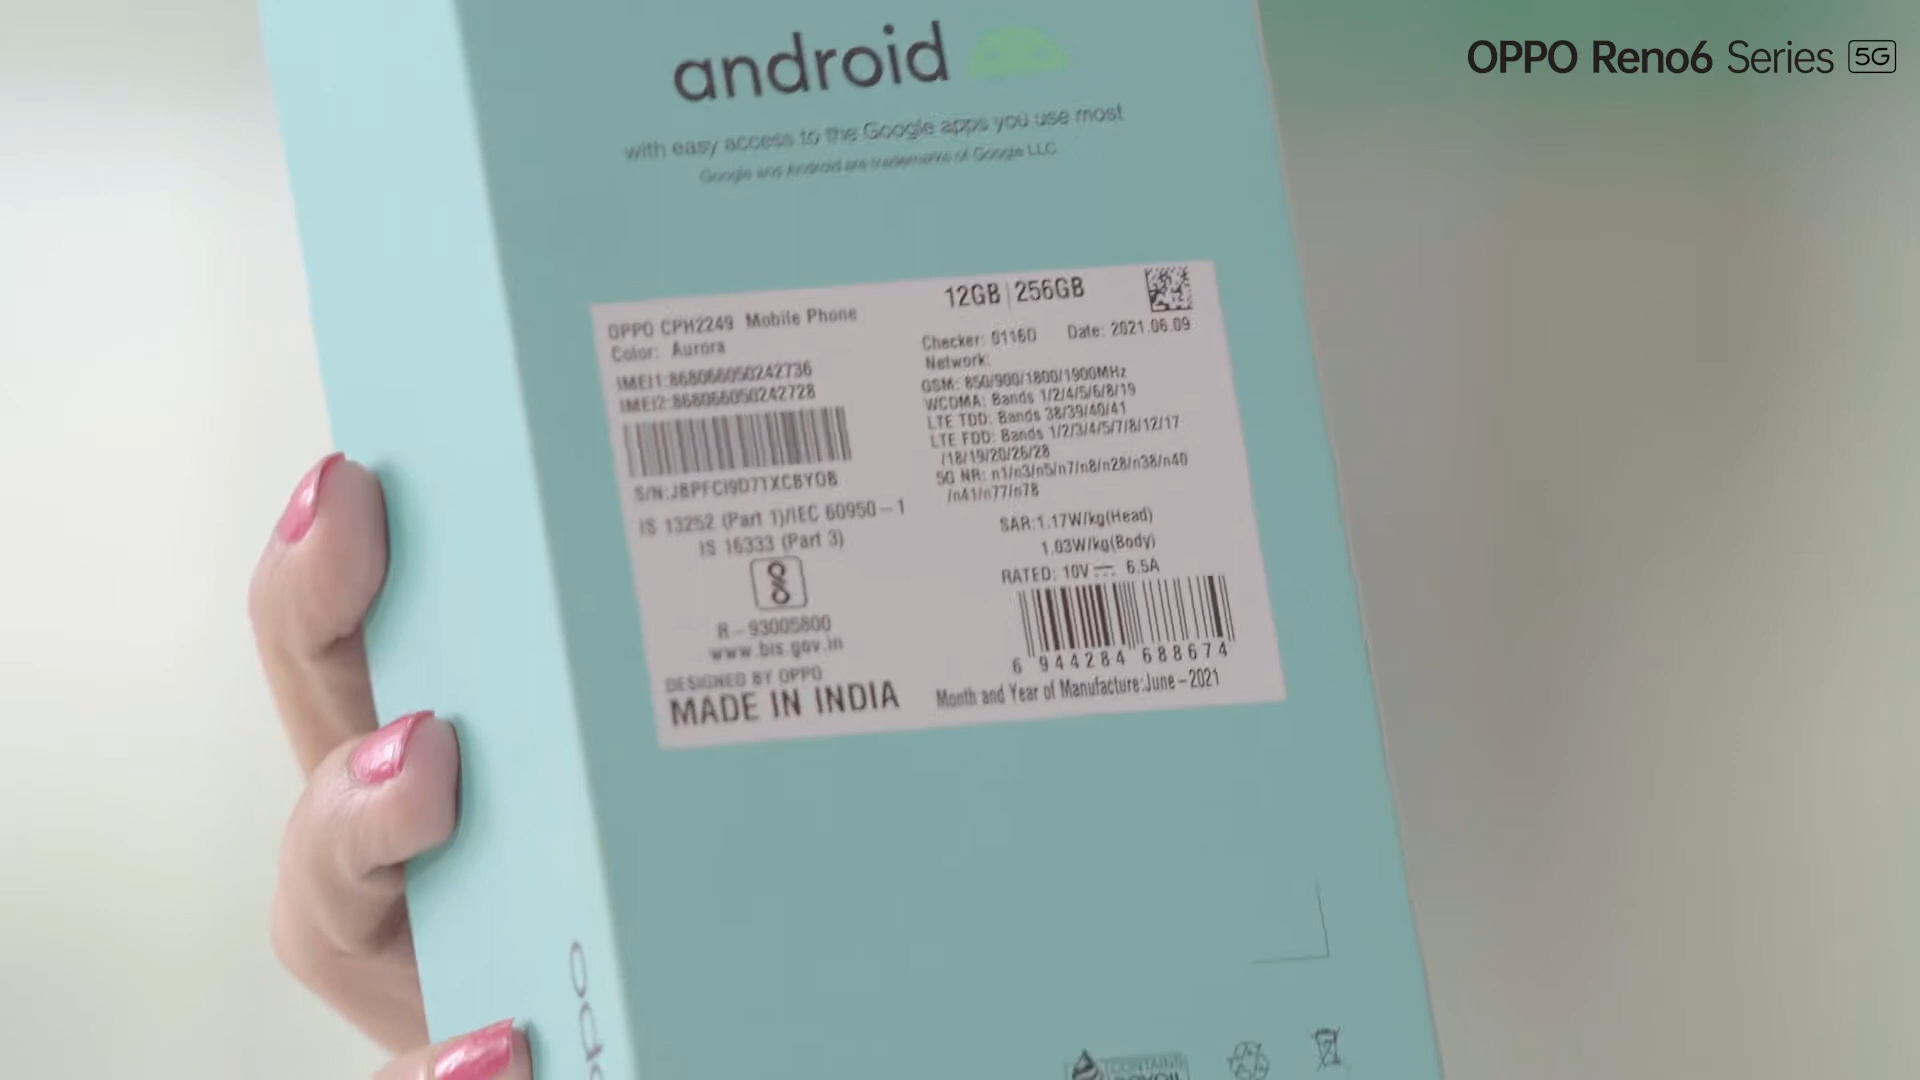 OPPO Reno6 Series 5G
android
with easy access to the Google apps you use most
Google and Android are trademarks of Google LLC.
12GB | 256GB
OPPO CPH2249 Mobile Phone
Color: Aurora
IMEI1:868066050242736
IMEI2:868066050242728
S/N:J8PFCI9D7TXCBYOB
IS 13252 (Part 1)/IEC 60950-1
IS 16333 (Part 3)
R-93005800
www.bis.gov.in
DESIGNED BY OPPO
MADE IN INDIA
Checker: 0116D Date: 2021.06.09
Network:
GSM: 850/900/1800/1900MHz
WCDMA: Bands 1/2/4/5/6/8/19
LTE TDD: Bands 38/39/40/41
LTE FDD: Bands 1/2/3/4/5/7/8/12/17
/18/19/20/26/28
5G NR: n1/n3/n5/n7/n8/n28/n38/n40
/n41/n77/n78
SAR:1.17W/kg(Head)
1.03W/kg(Body)
RATED: 10V⎓ 6.5A
6 944284 688674
Month and Year of Manufacture:June-2021
CONTAINS